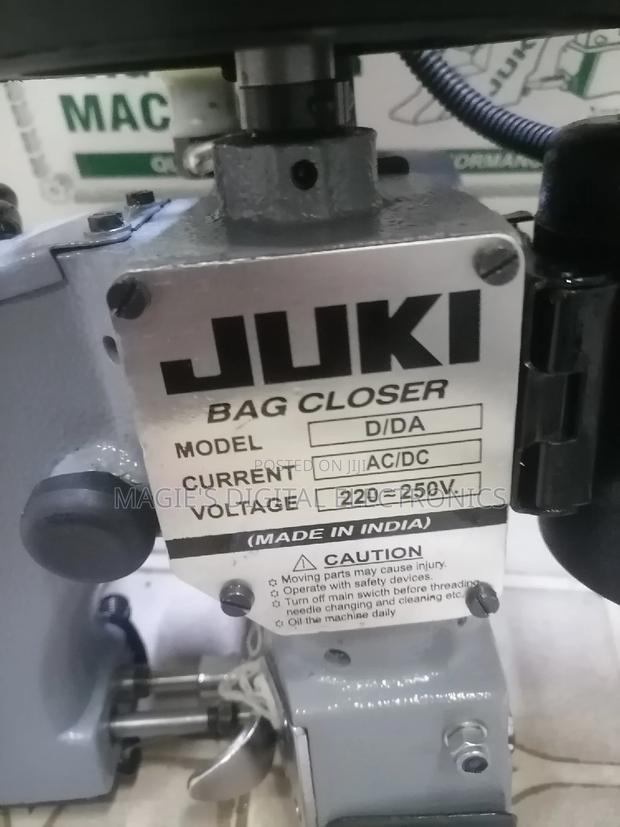 MAC
JUKI
JUKI
BAG CLOSER
MODEL D/DA
CURRENT AC/DC
VOLTAGE 220≈250V.
(MADE IN INDIA)
⚠ CAUTION
✩ Moving parts may cause injury.
✩ Operate with safety devices.
✩ Turn off main swicth before threading,
needle changing and cleaning etc.
✩ Oil the machine daily
POSTED ON JIJI
MAGIE'S DIGITAL ELECTRONICS